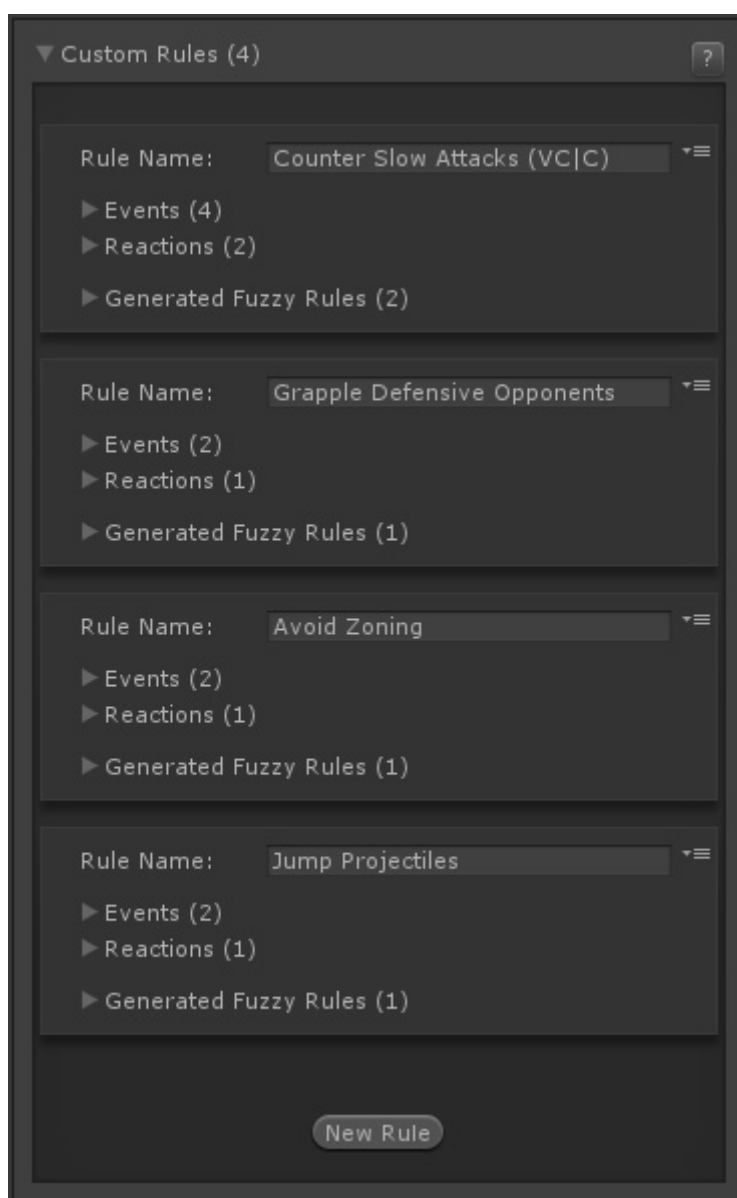 Custom Rules (4) ?
Rule Name: Counter Slow Attacks (VC|C)
Events (4)
Reactions (2)
Generated Fuzzy Rules (2)
Rule Name: Grapple Defensive Opponents
Events (2)
Reactions (1)
Generated Fuzzy Rules (1)
Rule Name: Avoid Zoning
Events (2)
Reactions (1)
Generated Fuzzy Rules (1)
Rule Name: Jump Projectiles
Events (2)
Reactions (1)
Generated Fuzzy Rules (1)
New Rule